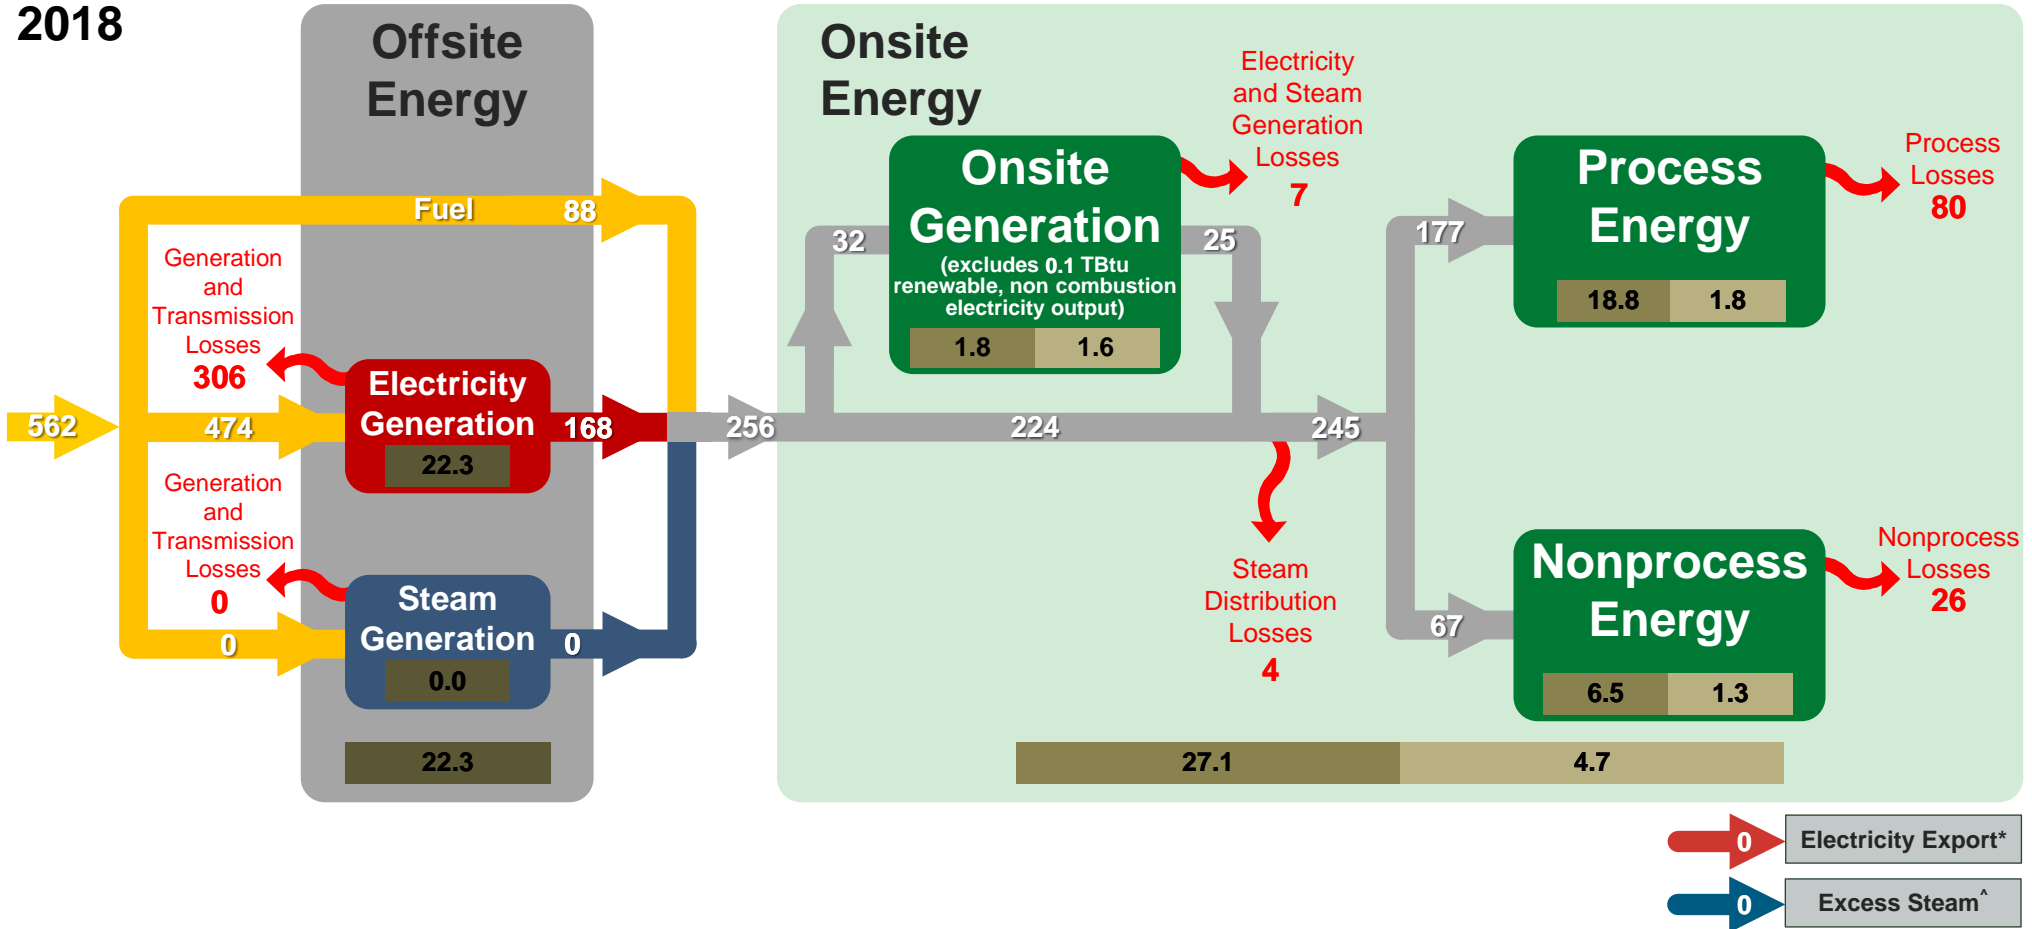 2018
Offsite
Energy
Onsite
Energy
Fuel
88
Generation
and
Transmission
Losses
306
562
474
Electricity
Generation
22.3
168
Generation
and
Transmission
Losses
0
0
Steam
Generation
0.0
0
22.3
256
32
Onsite
Generation
(excludes 0.1 TBtu
renewable, non combustion
electricity output)
1.8
1.6
25
Electricity
and Steam
Generation
Losses
7
224
245
Steam
Distribution
Losses
4
177
Process
Energy
18.8
1.8
Process
Losses
80
67
Nonprocess
Energy
6.5
1.3
Nonprocess
Losses
26
27.1
4.7
0
Electricity Export*
0
Excess Steam^